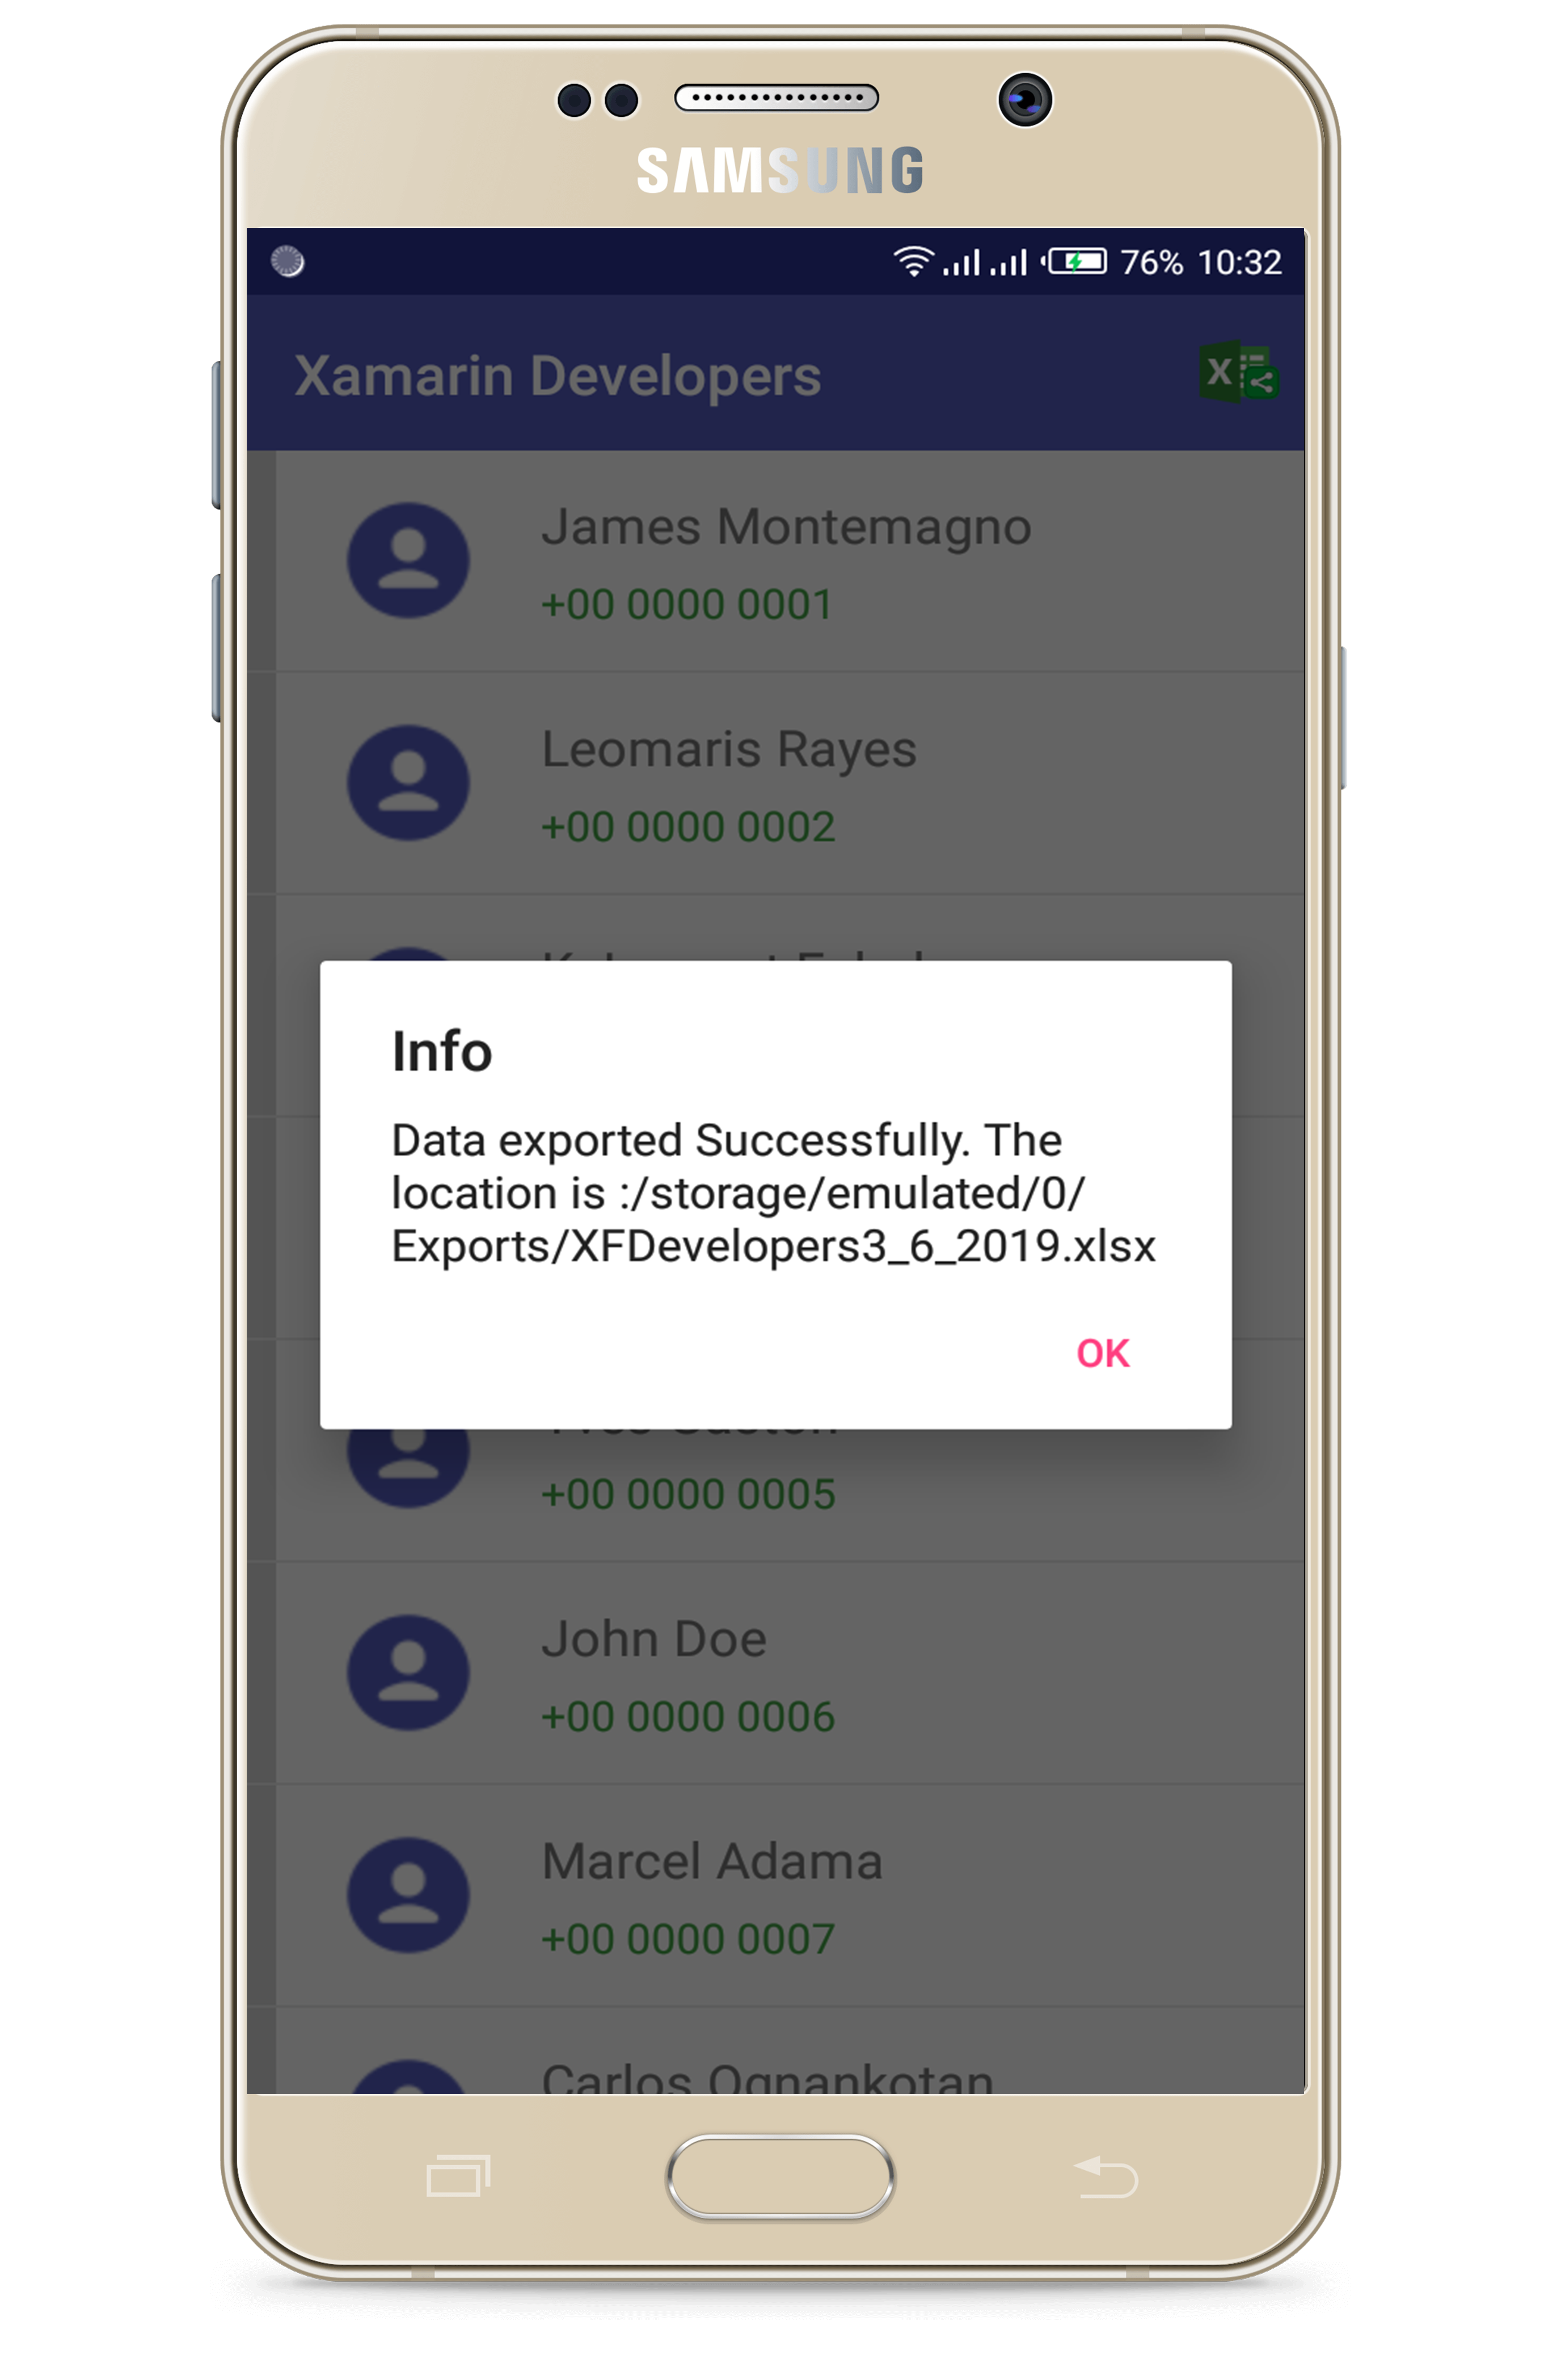 SAMSUNG
76% 10:32
Xamarin Developers
X
James Montemagno
+00 0000 0001
Leomaris Rayes
+00 0000 0002
Info
Data exported Successfully. The
location is :/storage/emulated/0/
Exports/XFDevelopers3_6_2019.xlsx
OK
+00 0000 0005
John Doe
+00 0000 0006
Marcel Adama
+00 0000 0007
Carlos Ognankotan